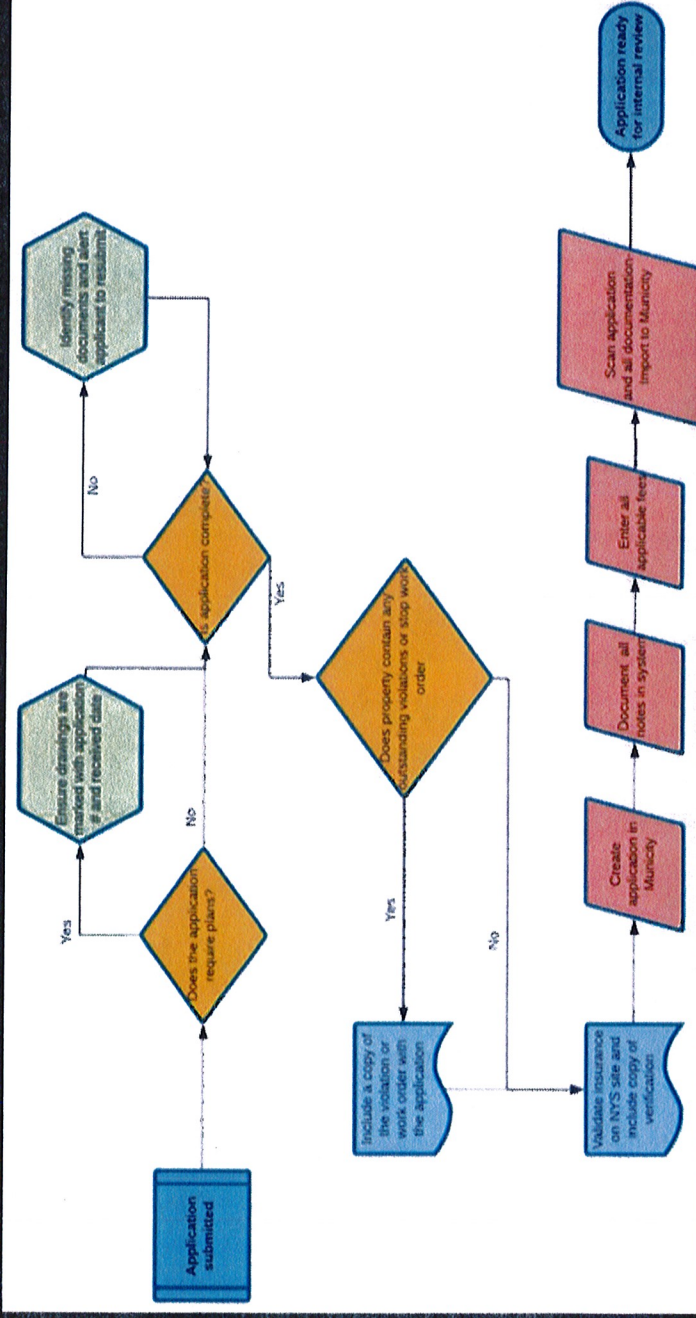 Application
submitted
Does the application
require plans?
Yes
No
Ensure drawings are
marked with application
# and received date
Is application complete?
No
Yes
Identify missing
documents and alert
applicant to resubmit
Does property contain any
outstanding violations or stop work
order
Yes
No
Include a copy of
the violation or
work order with
the application
Validate insurance
on NYS site and
include copy of
verification
Create
application in
Municity
Document all
notes in system
Enter all
applicable fees
Scan application
and all documentation
Import to Municity
Application ready
for internal review